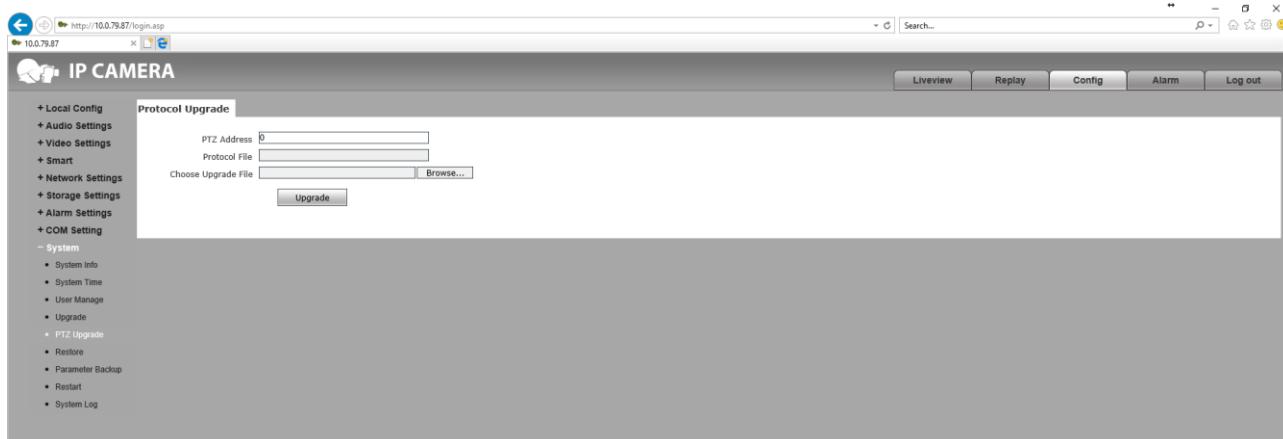 http://10.0.79.87/login.asp
Search...
10.0.79.87
IP CAMERA
Liveview Replay Config Alarm Log out
+ Local Config
+ Audio Settings
+ Video Settings
+ Smart
+ Network Settings
+ Storage Settings
+ Alarm Settings
+ COM Setting
− System
• System Info
• System Time
• User Manage
• Upgrade
• PTZ Upgrade
• Restore
• Parameter Backup
• Restart
• System Log
Protocol Upgrade
PTZ Address 0
Protocol File
Choose Upgrade File Browse...
Upgrade